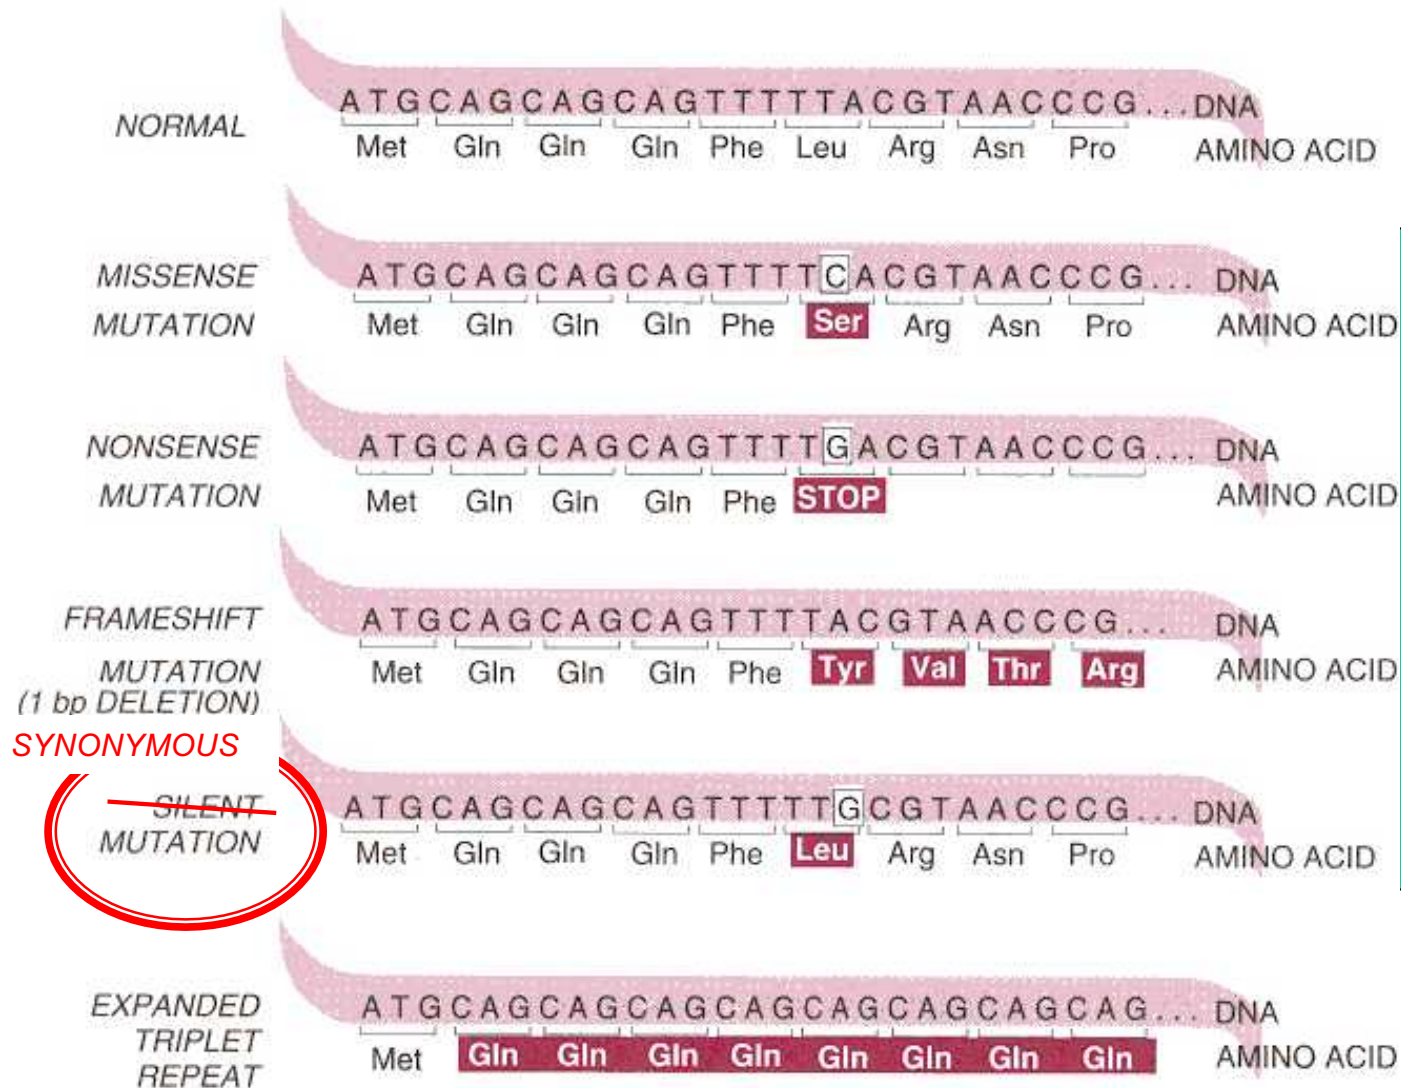 NORMAL
ATGCAGCAGCAGTTTTTACGTAACCCG...DNA
Met Gln Gln Gln Phe Leu Arg Asn Pro AMINO ACID
MISSENSE MUTATION
ATGCAGCAGCAGTTTTCACGTAACCCG... DNA
Met Gln Gln Gln Phe Ser Arg Asn Pro AMINO ACID
NONSENSE MUTATION
ATGCAGCAGCAGTTTTGACGTAACCCG... DNA
Met Gln Gln Gln Phe STOP AMINO ACID
FRAMESHIFT MUTATION
(1 bp DELETION)
ATGCAGCAGCAGTTTTACGTAACCCG... DNA
Met Gln Gln Gln Phe Tyr Val Thr Arg AMINO ACID
SYNONYMOUS
SILENT MUTATION
ATGCAGCAGCAGTTTTTGCGTAACCCG... DNA
Met Gln Gln Gln Phe Leu Arg Asn Pro AMINO ACID
EXPANDED TRIPLET REPEAT
ATGCAGCAGCAGCAGCAGCAGCAGCAG... DNA
Met Gln Gln Gln Gln Gln Gln Gln Gln AMINO ACID